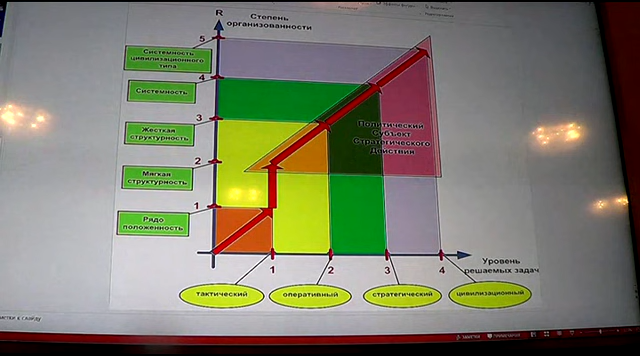 R
Степень
организованности
5
Системность
цивилизационного
типа
4
Системность
3
Жесткая
структурность
2
Мягкая
структурность
1
Рядо
положенность
Политический
Субъект
Стратегического
Действия
1
2
3
4
Уровень
решаемых задач
тактический
оперативный
стратегический
цивилизационный